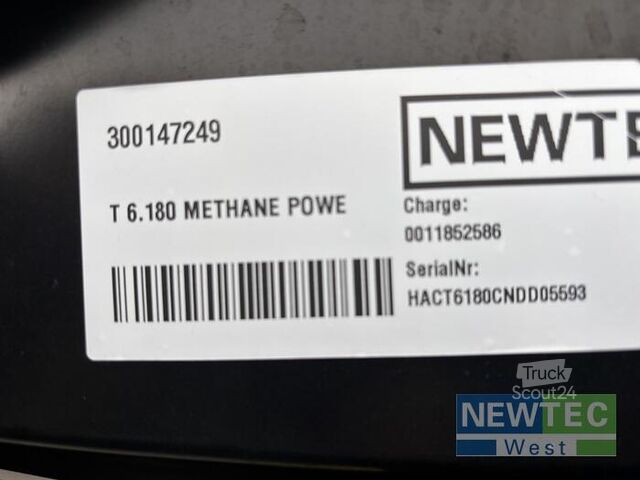 300147249
NEWTE
T 6.180 METHANE POWE
Charge:
0011852586
SerialNr:
HACT6180CNDD05593
Truck
Scout24
NEWTEC
West